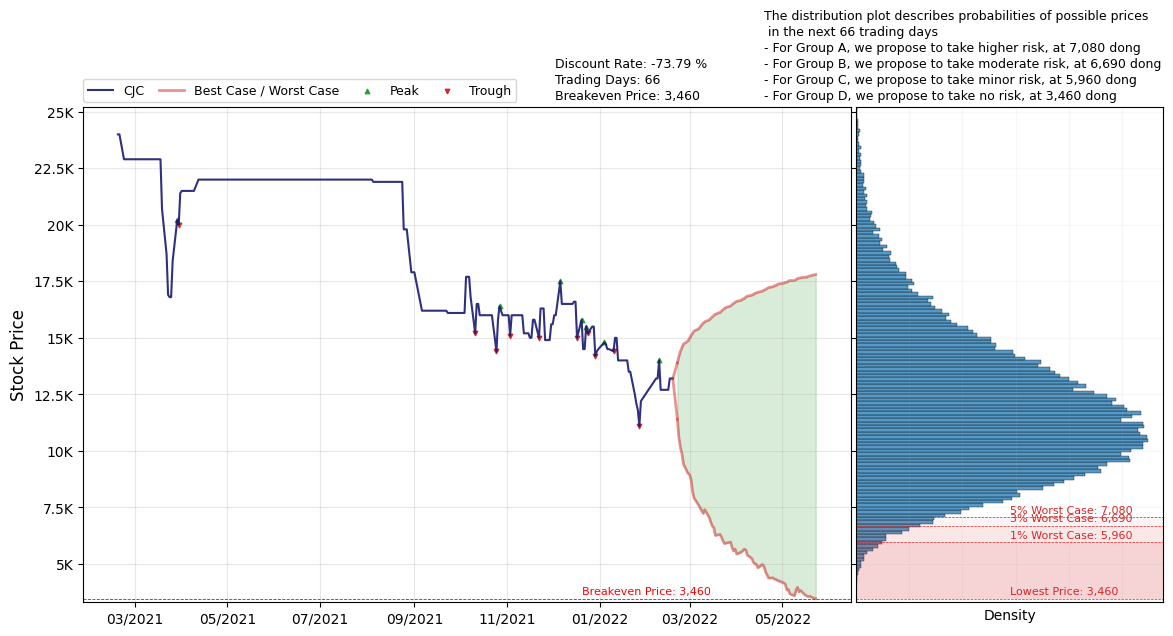 The distribution plot describes probabilities of possible prices
in the next 66 trading days
- For Group A, we propose to take higher risk, at 7,080 dong
- For Group B, we propose to take moderate risk, at 6,690 dong
- For Group C, we propose to take minor risk, at 5,960 dong
- For Group D, we propose to take no risk, at 3,460 dong
Discount Rate: -73.79 %
Trading Days: 66
Breakeven Price: 3,460
CJC
Best Case / Worst Case
Peak
Trough
Stock Price
25K
22.5K
20K
17.5K
15K
12.5K
10K
7.5K
5K
Breakeven Price: 3,460
03/2021
05/2021
07/2021
09/2021
11/2021
01/2022
03/2022
05/2022
5% Worst Case: 7,080
3% Worst Case: 6,690
1% Worst Case: 5,960
Lowest Price: 3,460
Density